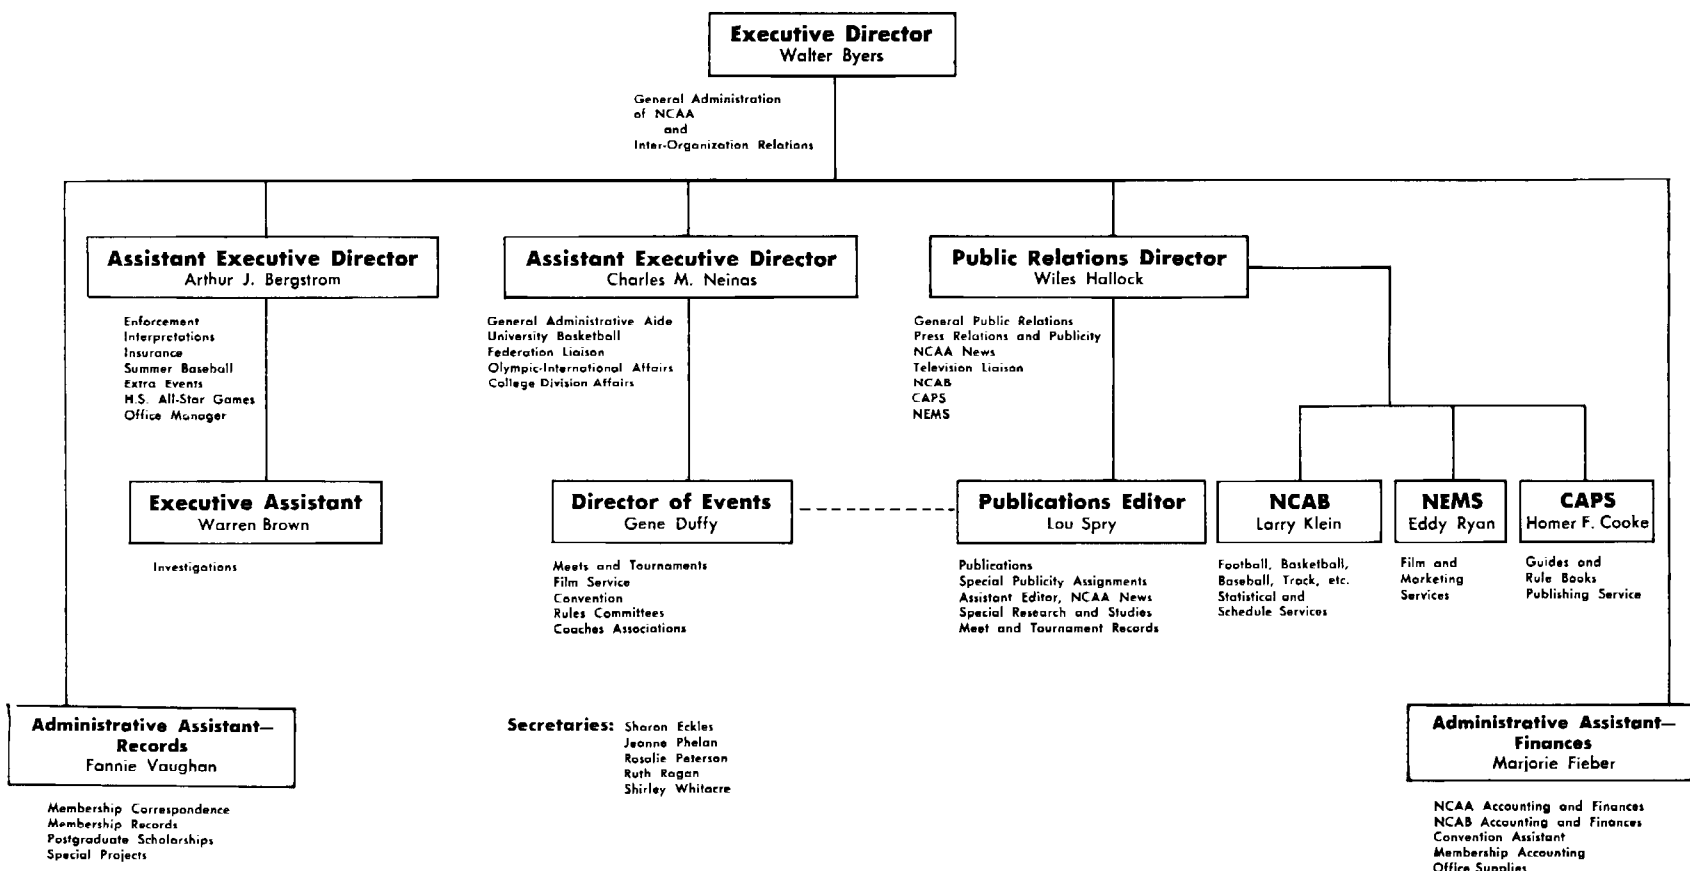 Executive Director
Walter Byers
General Administration
of NCAA
and
Inter-Organization Relations
Assistant Executive Director
Arthur J. Bergstrom
Enforcement
Interpretations
Insurance
Summer Baseball
Extra Events
H.S. All-Star Games
Office Manager
Assistant Executive Director
Charles M. Neinas
General Administrative Aide
University Basketball
Federation Liaison
Olympic-International Affairs
College Division Affairs
Public Relations Director
Wiles Hallock
General Public Relations
Press Relations and Publicity
NCAA News
Television Liaison
NCAB
CAPS
NEMS
Executive Assistant
Warren Brown
Investigations
Director of Events
Gene Duffy
Meets and Tournaments
Film Service
Convention
Rules Committees
Coaches Associations
Publications Editor
Lou Spry
Publications
Special Publicity Assignments
Assistant Editor, NCAA News
Special Research and Studies
Meet and Tournament Records
NCAB
Larry Klein
Football, Basketball,
Baseball, Track, etc.
Statistical and
Schedule Services
NEMS
Eddy Ryan
Film and
Marketing
Services
CAPS
Homer F. Cooke
Guides and
Rule Books
Publishing Service
Administrative Assistant—
Records
Fannie Vaughan
Membership Correspondence
Membership Records
Postgraduate Scholarships
Special Projects
Secretaries: Sharon Eckles
Jeanne Phelan
Rosalie Peterson
Ruth Ragan
Shirley Whitacre
Administrative Assistant—
Finances
Marjorie Fieber
NCAA Accounting and Finances
NCAB Accounting and Finances
Convention Assistant
Membership Accounting
Office Supplies